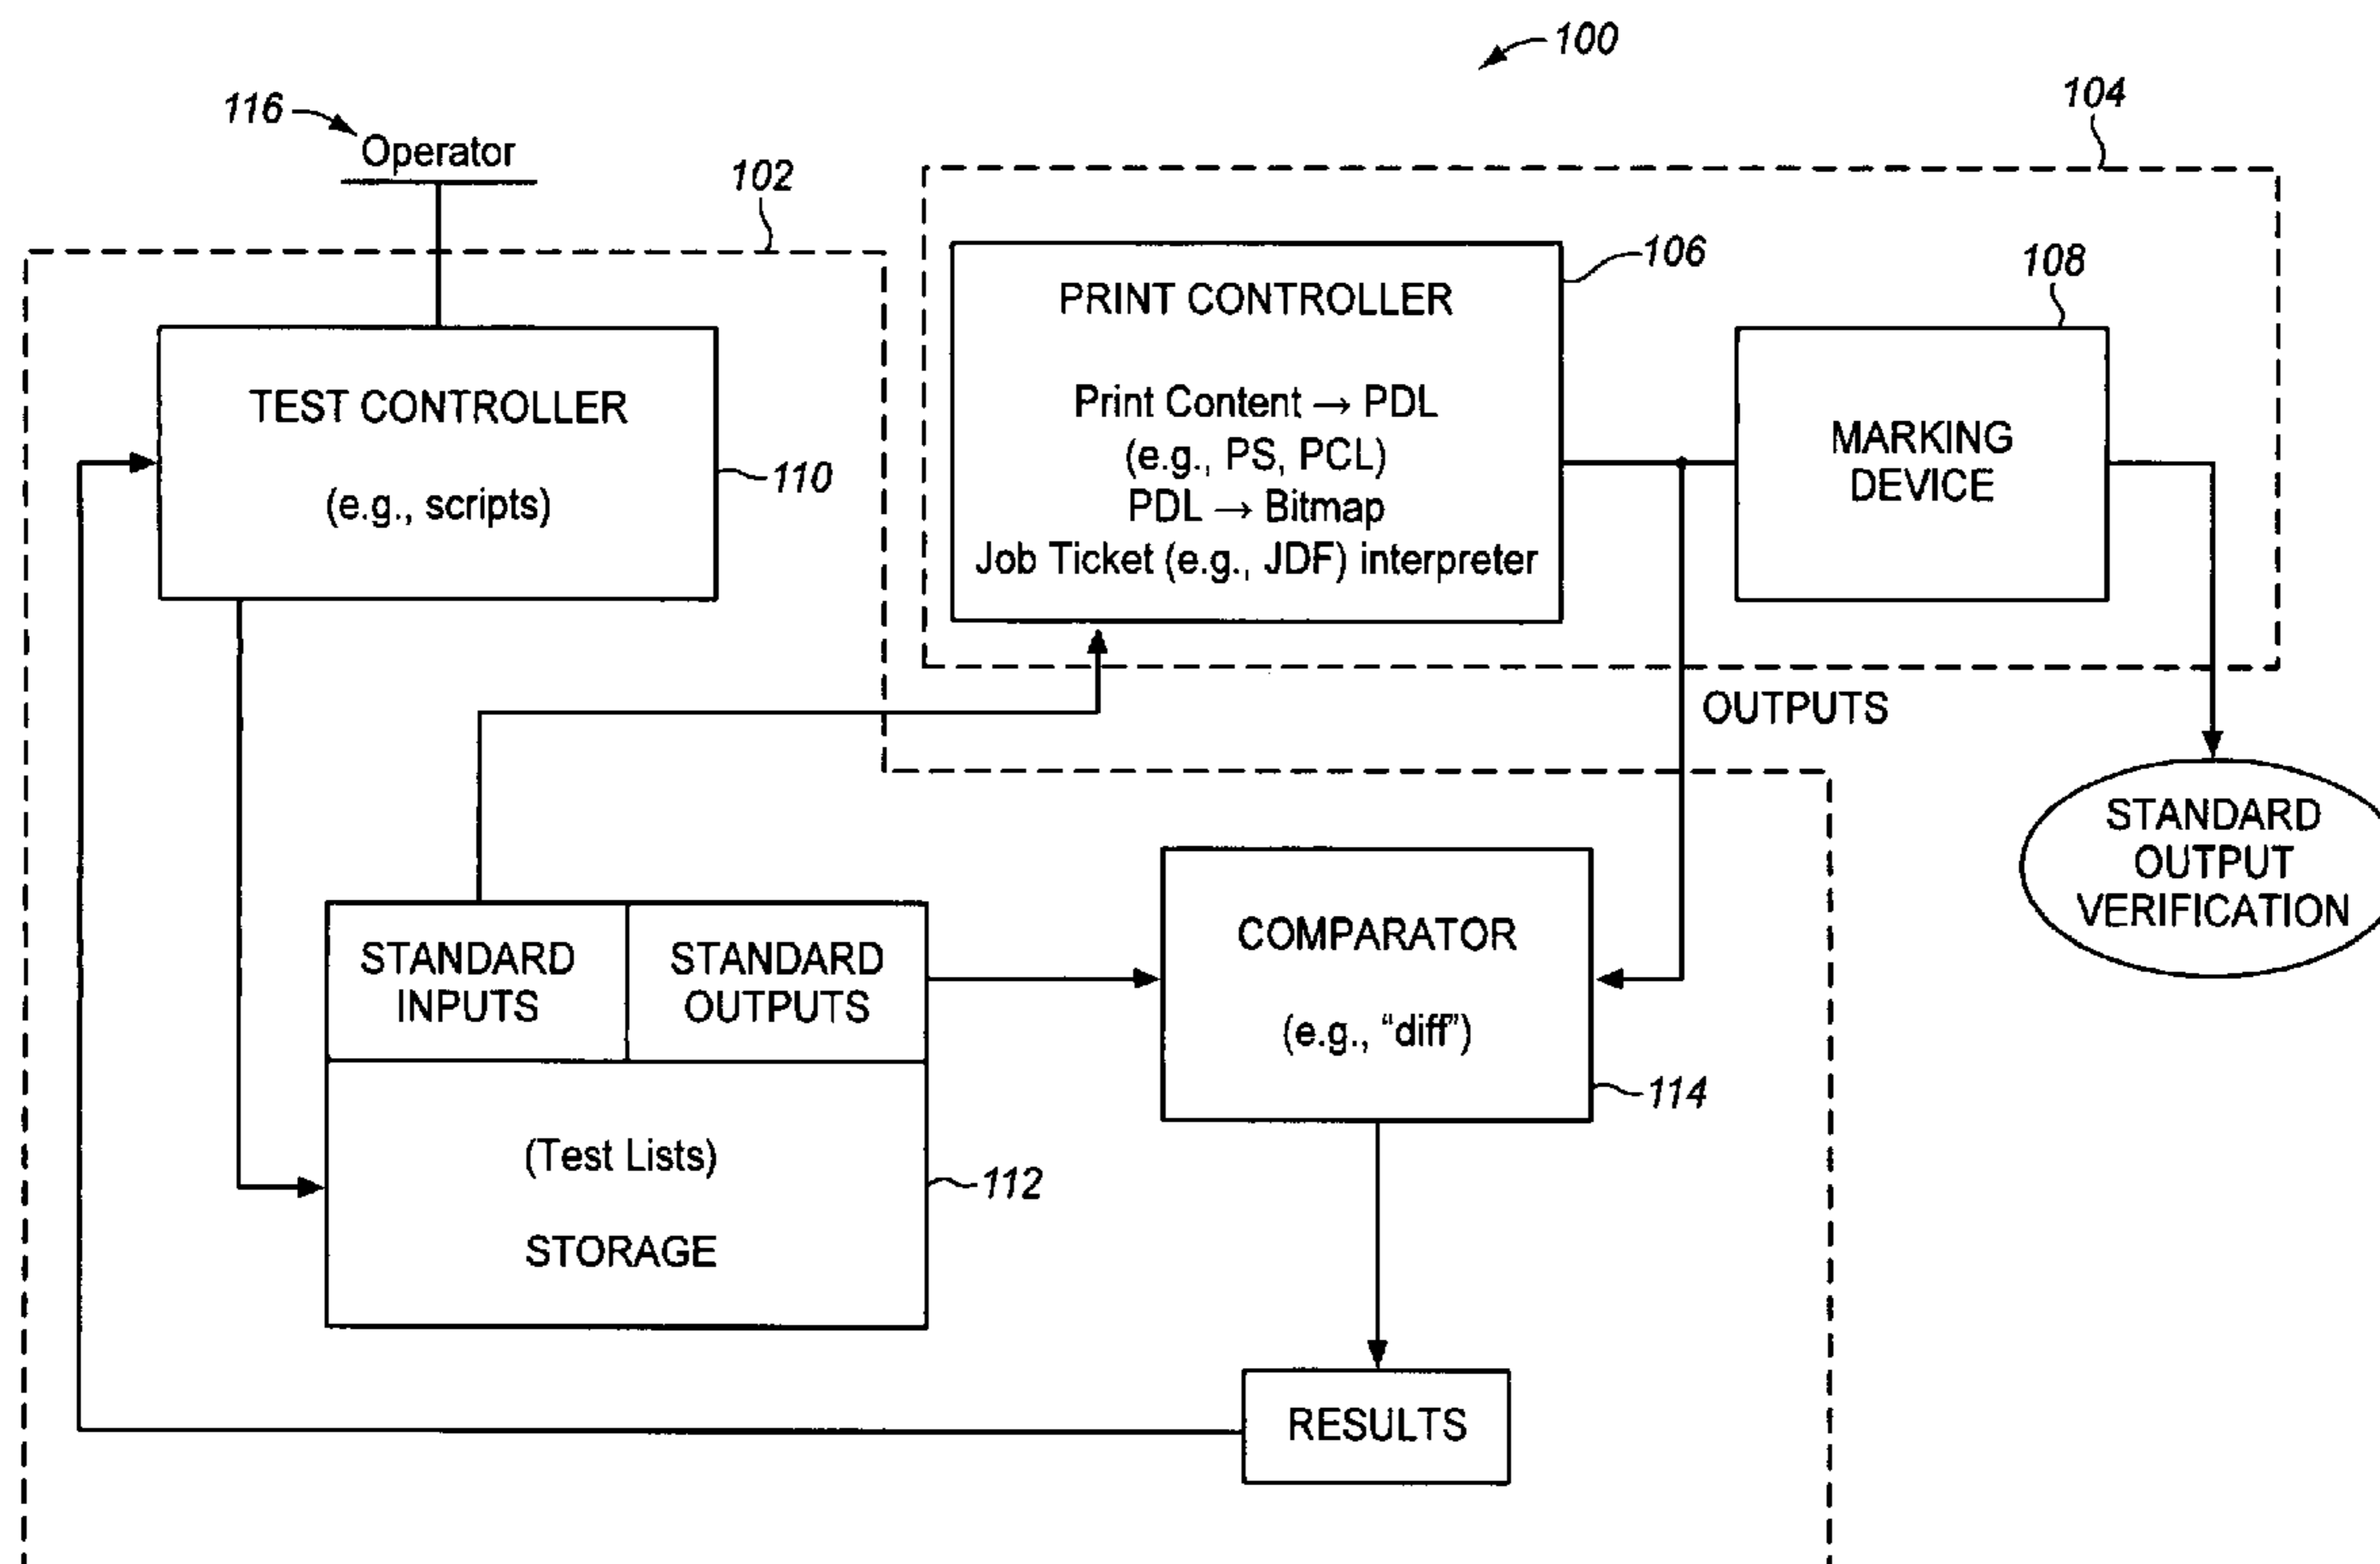 100
116
Operator
102
104
TEST CONTROLLER
(e.g., scripts)
110
PRINT CONTROLLER
Print Content → PDL
(e.g., PS, PCL)
PDL → Bitmap
Job Ticket (e.g., JDF) interpreter
106
108
MARKING
DEVICE
OUTPUTS
STANDARD
OUTPUT
VERIFICATION
STANDARD
INPUTS
STANDARD
OUTPUTS
(Test Lists)
STORAGE
112
COMPARATOR
(e.g., “diff”)
114
RESULTS